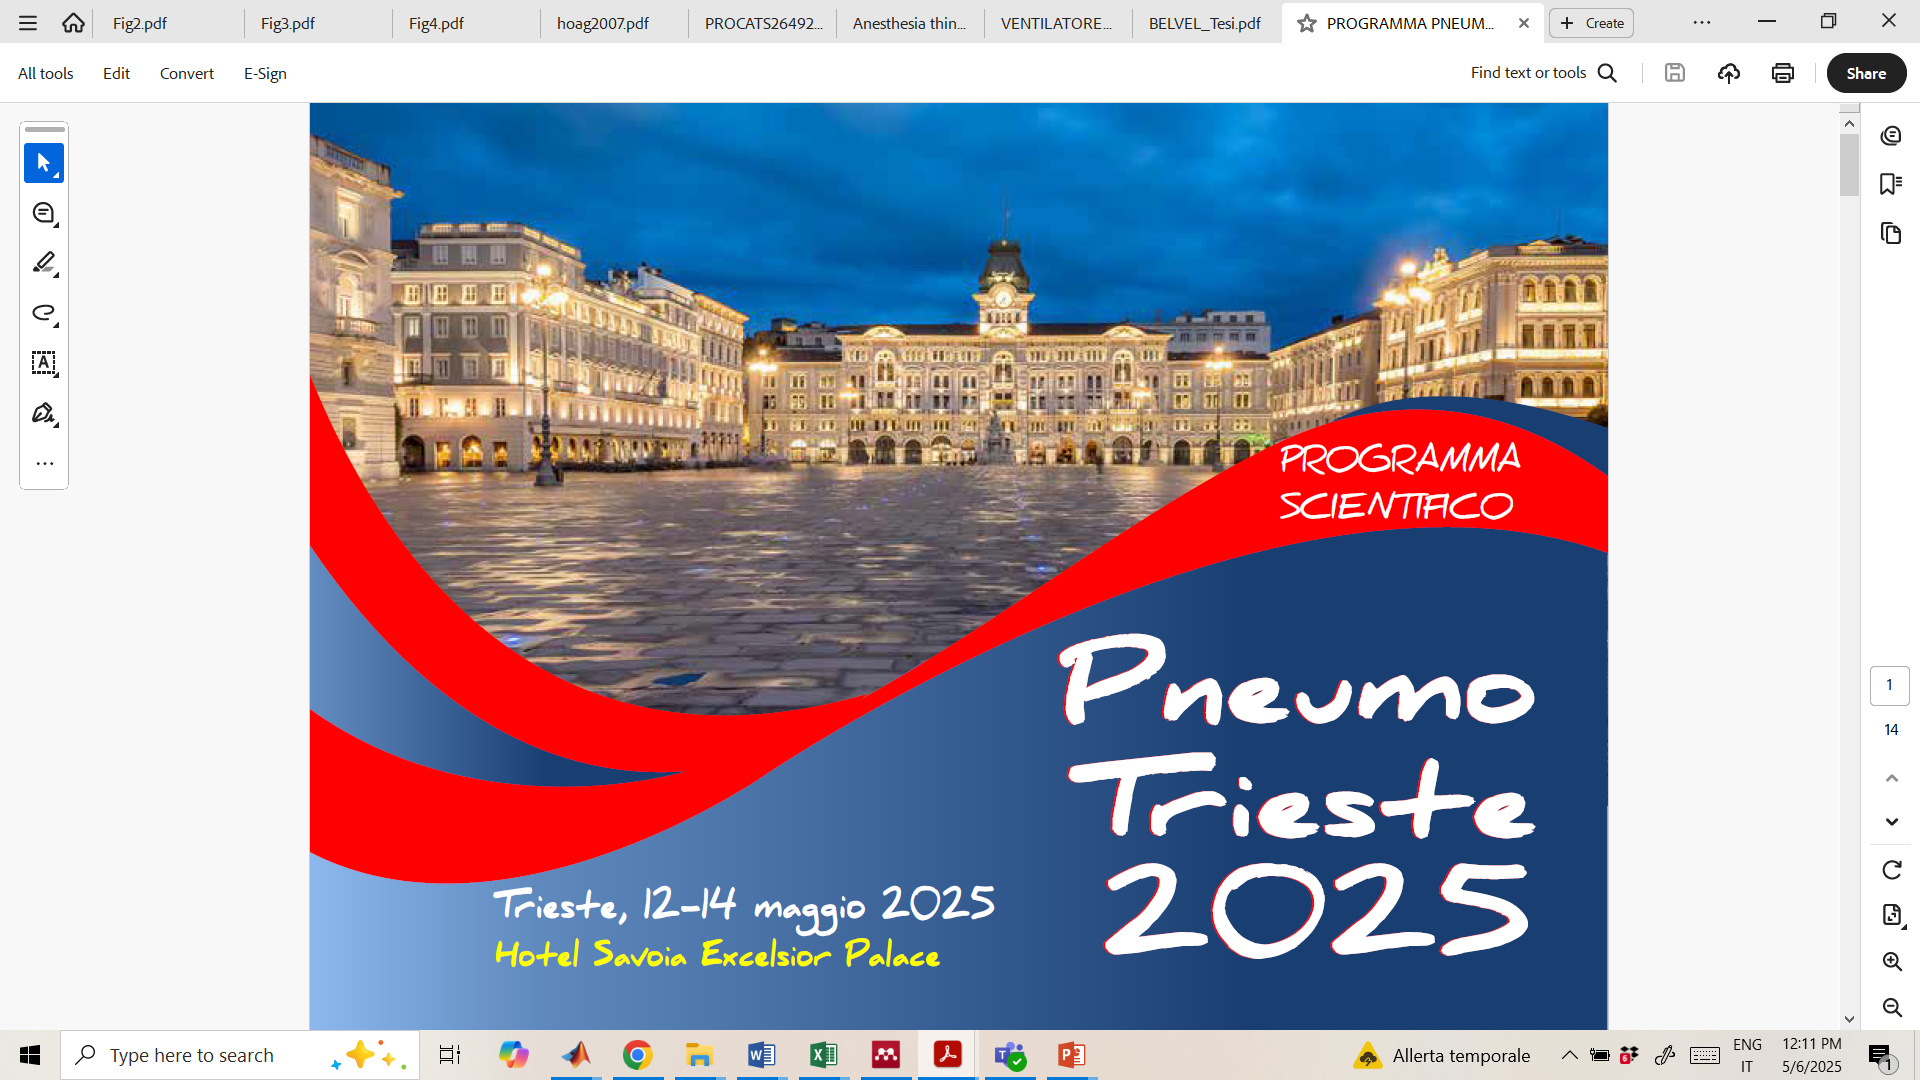 Fig2.pdf
Fig3.pdf
Fig4.pdf
hoag2007.pdf
PROCATS26492...
Anesthesia thin...
VENTILATORE...
BELVEL_Tesi.pdf
PROGRAMMA PNEUM...
Create
All tools
Edit
Convert
E-Sign
Find text or tools
Share
PROGRAMMA
SCIENTIFICO
Pneumo
Trieste
2025
Trieste, 12-14 maggio 2025
Hotel Savoia Excelsior Palace
1
14
Type here to search
Allerta temporale
6
ENG
IT
12:11 PM
5/6/2025
1